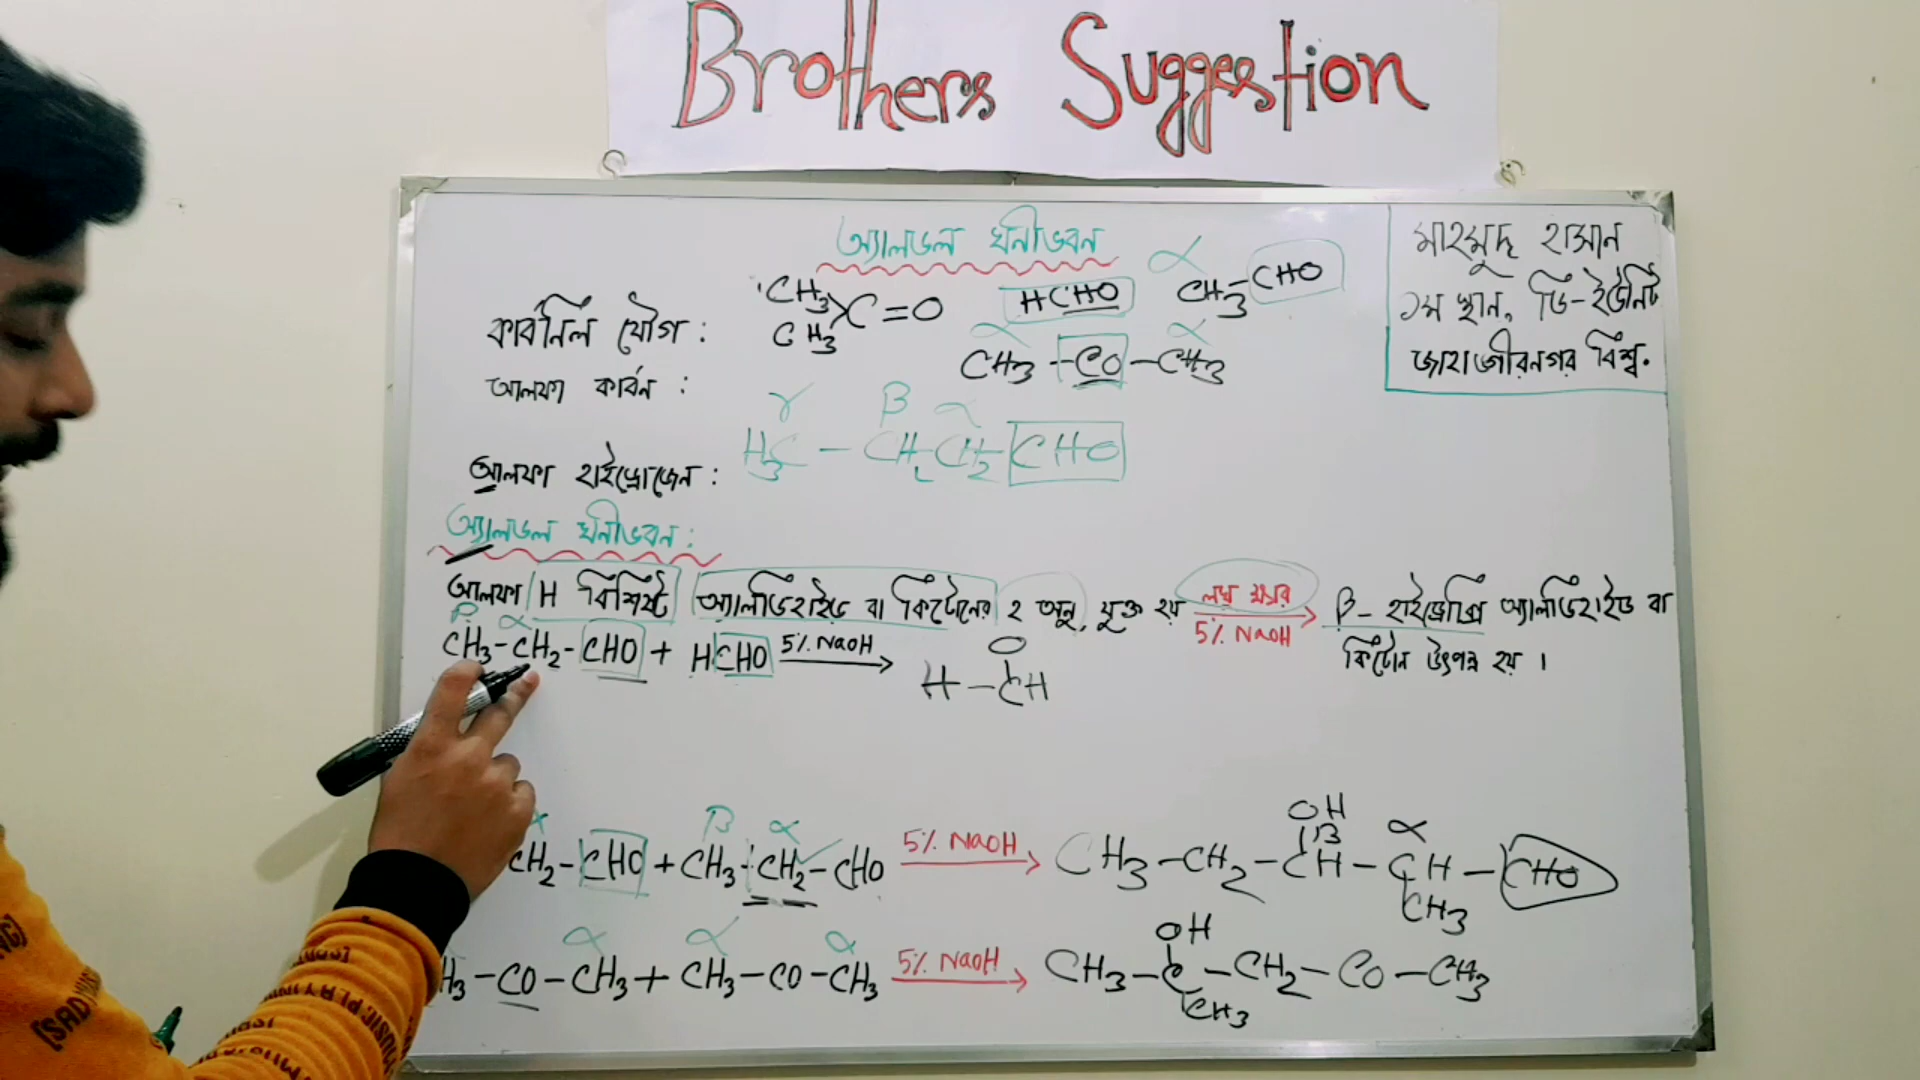 Brothers Suggestion
অ্যালডল ঘনীভবন
মাহমুদ হাসান
১ম স্থান, ডি-ইউনিট
জাহাঙ্গীরনগর বিশ্ব.
কার্বনিল যৌগ :
CH3 CH3 C=O
HCHO
α CH3-CHO
α α
CH3-CO-CH3
আলফা কার্বন :
γ β α
H3C - CH2 CH2 CHO
আলফা হাইড্রোজেন :
অ্যালডল ঘনীভবন :
আলফা H বিশিষ্ট অ্যালডিহাইড বা কিটোনের ২ অনু, যুক্ত হয় লঘু ক্ষার 5% NaOH β-হাইড্রোক্সি অ্যালডিহাইড বা
কিটোন উৎপন্ন হয় ।
β α
CH3-CH2-CHO + HCHO 5% NaOH
O
H-CH
α β α OH β α
CH2-CHO + CH3-CH2-CHO 5% NaOH CH3-CH2-CH-CH-CHO
CH3
α α α OH
H3-CO-CH3 + CH3-CO-CH3 5% NaOH CH3-C-CH2-CO-CH3
CH3